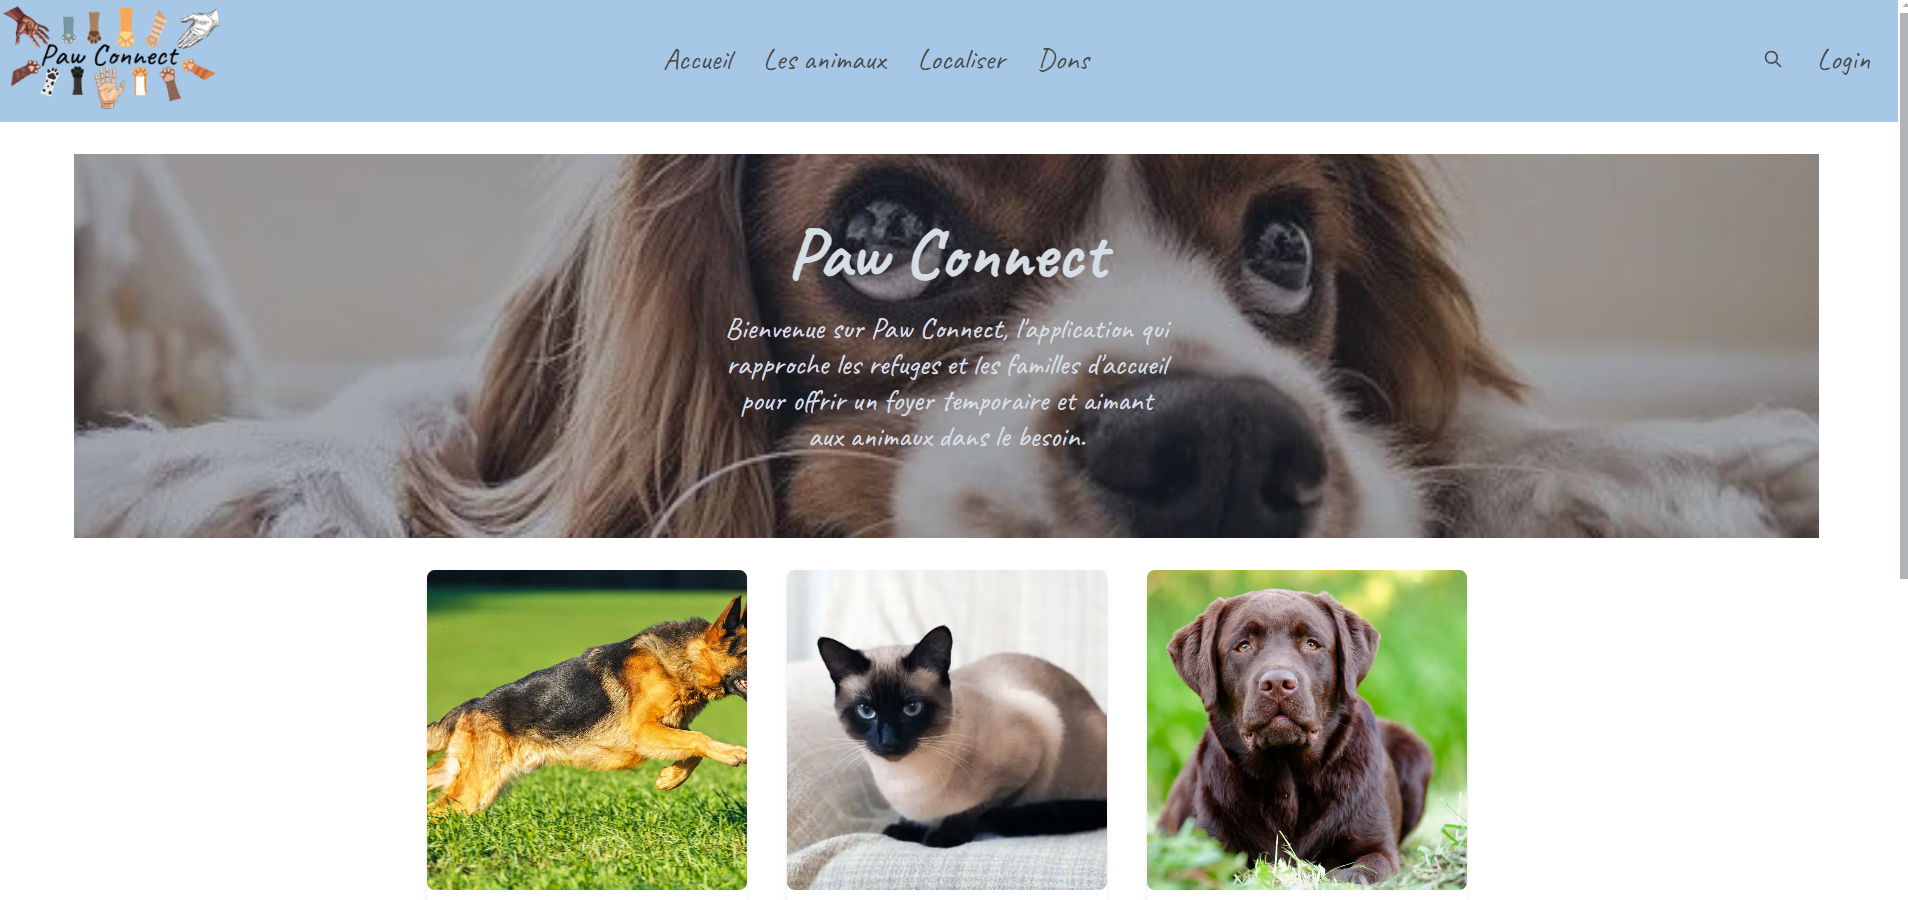 Paw Connect
Accueil Les animaux Localiser Dons
Login
Paw Connect
Bienvenue sur Paw Connect, l'application qui
rapproche les refuges et les familles d'accueil
pour offrir un foyer temporaire et aimant
aux animaux dans le besoin.